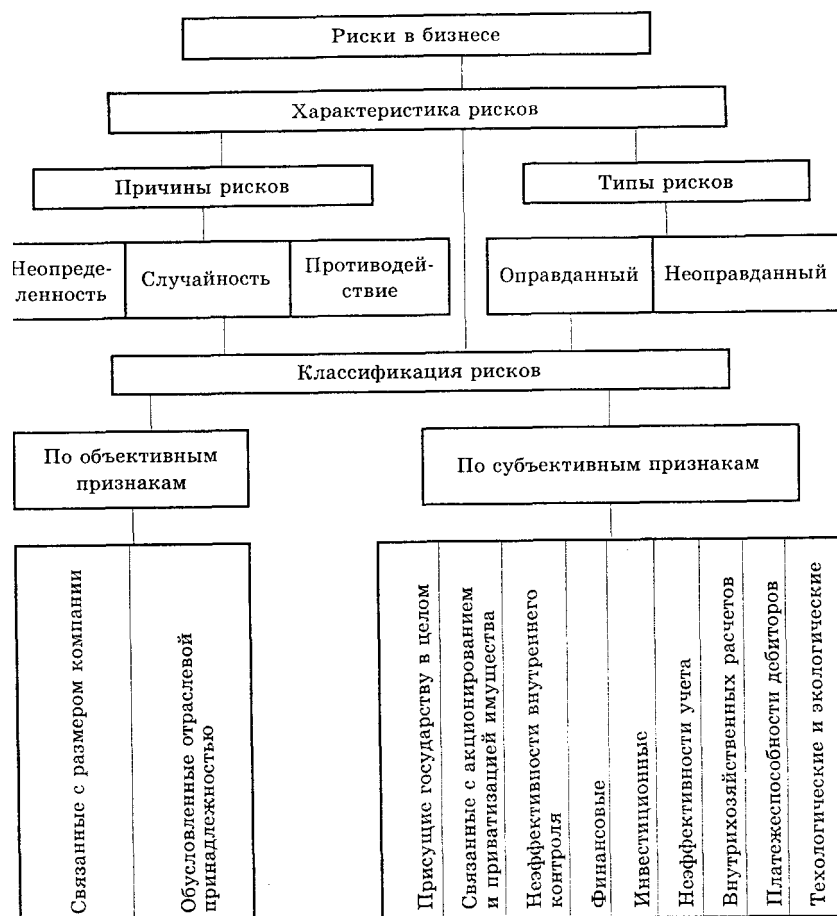 Риски в бизнесе
Характеристика рисков
Причины рисков
Типы рисков
Неопреде-
ленность
Случайность
Противодей-
ствие
Оправданный
Неоправданный
Классификация рисков
По объективным
признакам
По субъективным признакам
Связанные с размером компании
Обусловленные отраслевой
принадлежностью
Присущие государству в целом
Связанные с акционированием
и приватизацией имущества
Неэффективности внутреннего
контроля
Финансовые
Инвестиционные
Неэффективности учета
Внутрихозяйственных расчетов
Платежеспособности дебиторов
Техологические и экологические